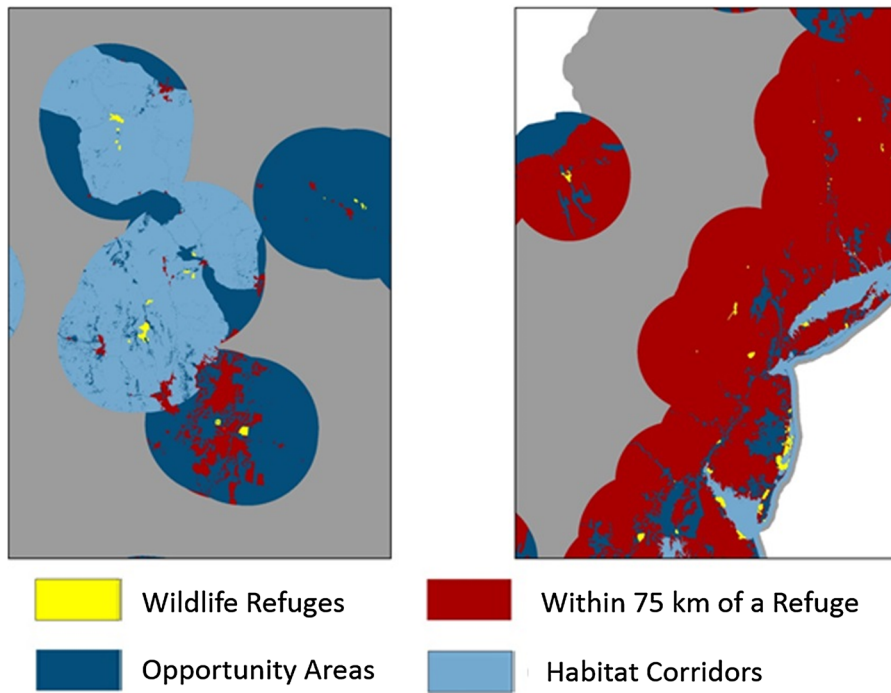 Wildlife Refuges
Within 75 km of a Refuge
Opportunity Areas
Habitat Corridors